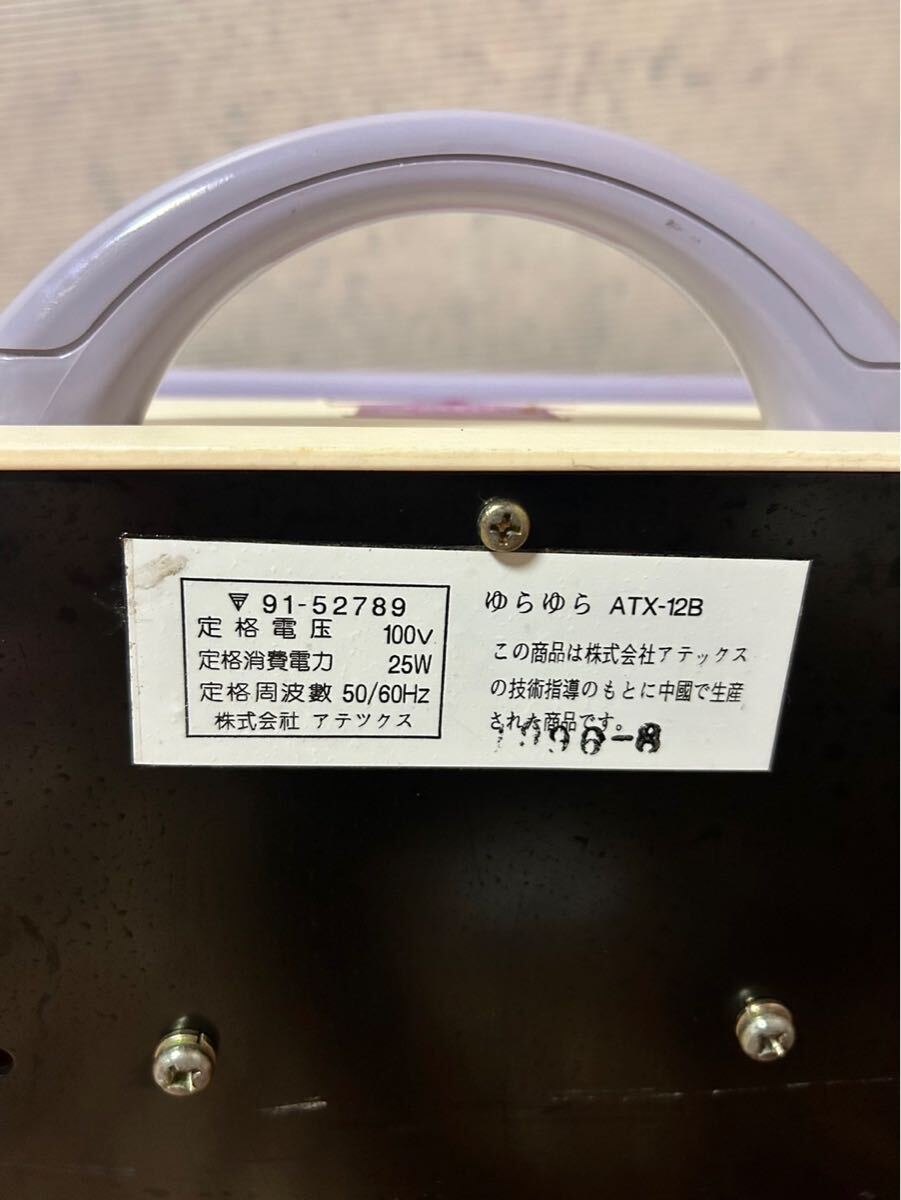 91-52789
定格電圧 100V
定格消費電力 25W
定格周波數 50/60Hz
株式会社 アテツクス
ゆらゆら ATX-12B
この商品は株式会社アテックス
の技術指導のもとに中國で生産
された商品です。
1996-8